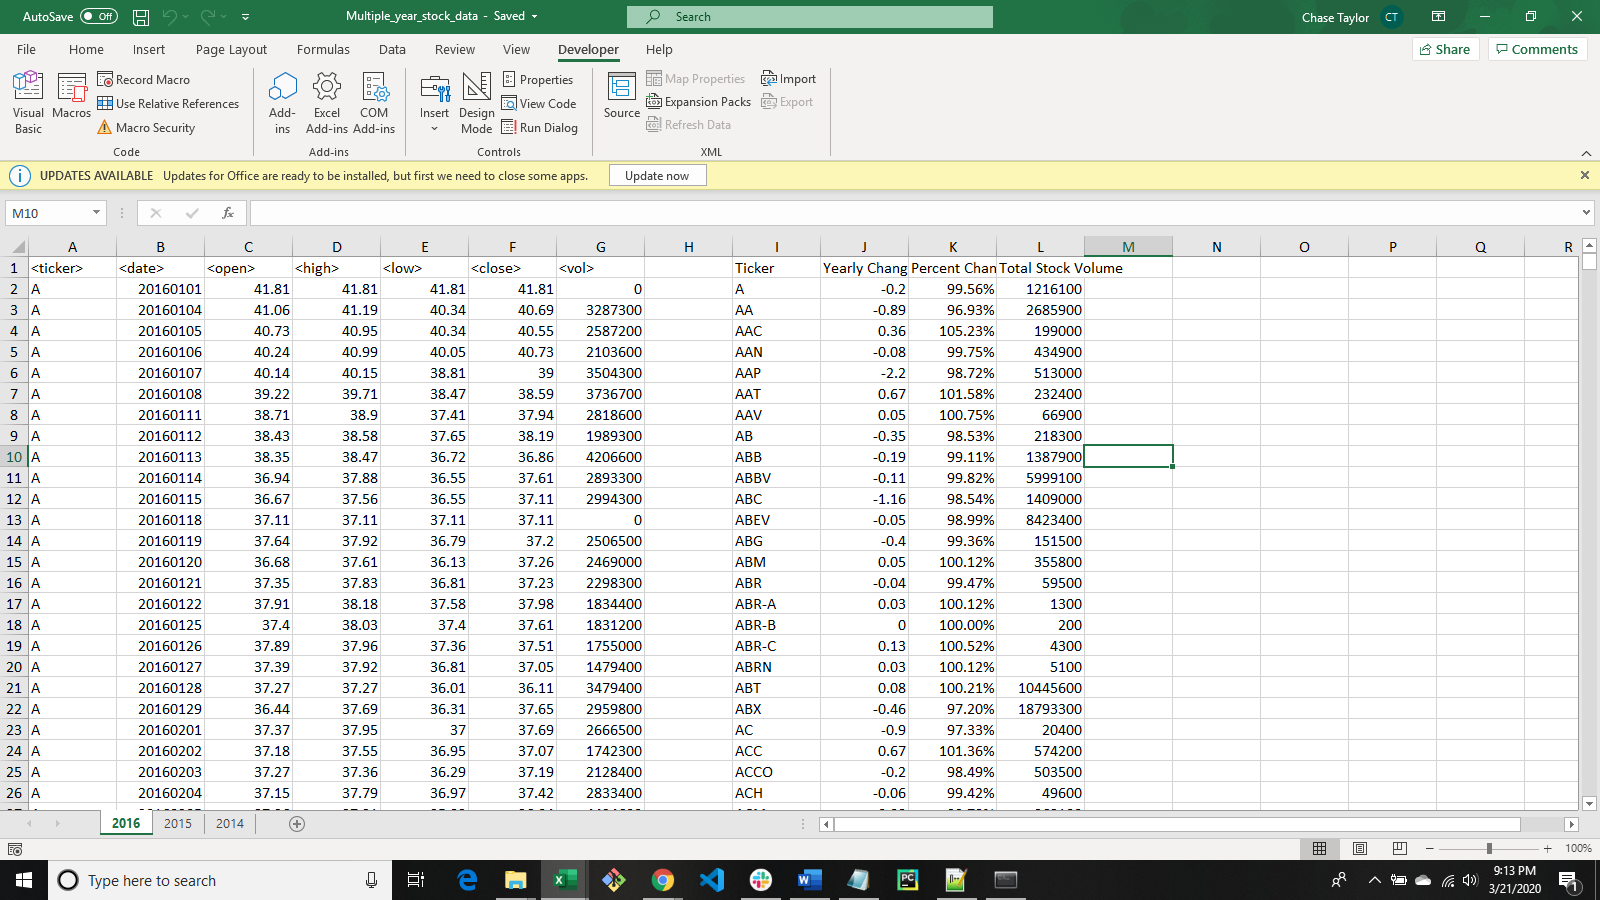 AutoSave Off Multiple_year_stock_data - Saved Search Chase Taylor CT
File Home Insert Page Layout Formulas Data Review View Developer Help Share Comments
Visual Basic
Macros
Record Macro
Use Relative References
Macro Security
Code
Add-ins
Excel Add-ins
COM Add-ins
Add-ins
Insert
Design Mode
Properties
View Code
Run Dialog
Controls
Source
Map Properties
Expansion Packs
Refresh Data
Import
Export
XML
UPDATES AVAILABLE Updates for Office are ready to be installed, but first we need to close some apps. Update now
M10 fx
A B C D E F G H I J K L M N O P Q R
1 <ticker> <date> <open> <high> <low> <close> <vol> Ticker Yearly Chang Percent Chan Total Stock Volume
2 A 20160101 41.81 41.81 41.81 41.81 0 A -0.2 99.56% 1216100
3 A 20160104 41.06 41.19 40.34 40.69 3287300 AA -0.89 96.93% 2685900
4 A 20160105 40.73 40.95 40.34 40.55 2587200 AAC 0.36 105.23% 199000
5 A 20160106 40.24 40.99 40.05 40.73 2103600 AAN -0.08 99.75% 434900
6 A 20160107 40.14 40.15 38.81 39 3504300 AAP -2.2 98.72% 513000
7 A 20160108 39.22 39.71 38.47 38.59 3736700 AAT 0.67 101.58% 232400
8 A 20160111 38.71 38.9 37.41 37.94 2818600 AAV 0.05 100.75% 66900
9 A 20160112 38.43 38.58 37.65 38.19 1989300 AB -0.35 98.53% 218300
10 A 20160113 38.35 38.47 36.72 36.86 4206600 ABB -0.19 99.11% 1387900
11 A 20160114 36.94 37.88 36.55 37.61 2893300 ABBV -0.11 99.82% 5999100
12 A 20160115 36.67 37.56 36.55 37.11 2994300 ABC -1.16 98.54% 1409000
13 A 20160118 37.11 37.11 37.11 37.11 0 ABEV -0.05 98.99% 8423400
14 A 20160119 37.64 37.92 36.79 37.2 2506500 ABG -0.4 99.36% 151500
15 A 20160120 36.68 37.61 36.13 37.26 2469000 ABM 0.05 100.12% 355800
16 A 20160121 37.35 37.83 36.81 37.23 2298300 ABR -0.04 99.47% 59500
17 A 20160122 37.91 38.18 37.58 37.98 1834400 ABR-A 0.03 100.12% 1300
18 A 20160125 37.4 38.03 37.4 37.61 1831200 ABR-B 0 100.00% 200
19 A 20160126 37.89 37.96 37.36 37.51 1755000 ABR-C 0.13 100.52% 4300
20 A 20160127 37.39 37.92 36.81 37.05 1479400 ABRN 0.03 100.12% 5100
21 A 20160128 37.27 37.27 36.01 36.11 3479400 ABT 0.08 100.21% 10445600
22 A 20160129 36.44 37.69 36.31 37.65 2959800 ABX -0.46 97.20% 18793300
23 A 20160201 37.37 37.95 37 37.69 2666500 AC -0.9 97.33% 20400
24 A 20160202 37.18 37.55 36.95 37.07 1742300 ACC 0.67 101.36% 574200
25 A 20160203 37.27 37.36 36.29 37.19 2128400 ACCO -0.2 98.49% 503500
26 A 20160204 37.15 37.79 36.97 37.42 2833400 ACH -0.06 99.42% 49600
2016 2015 2014
100%
Type here to search
9:13 PM
3/21/2020
1